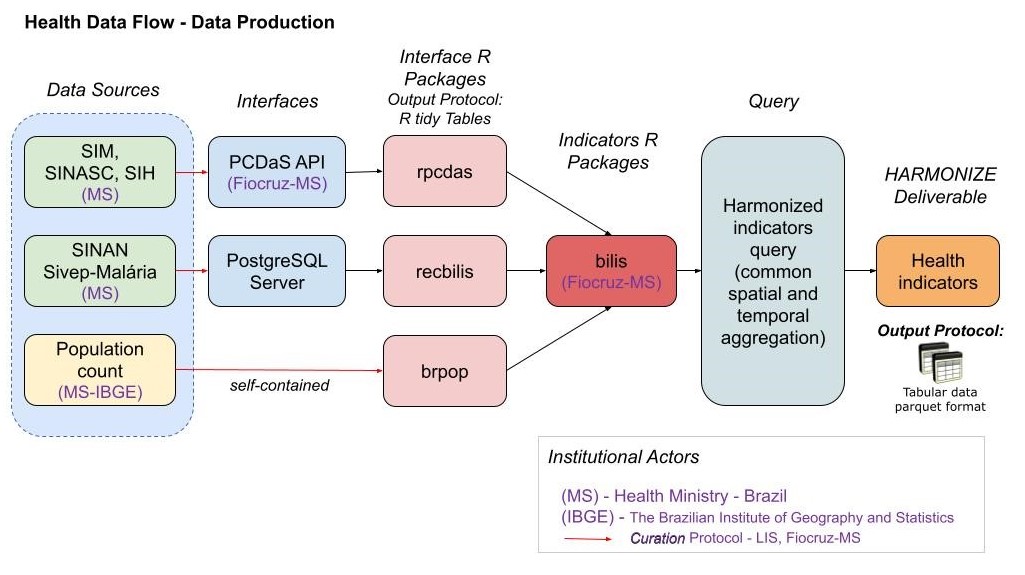 Health Data Flow - Data Production
Data Sources
Interfaces
Interface R
Packages
Output Protocol:
R tidy Tables
Indicators R
Packages
Query
HARMONIZE
Deliverable
SIM,
SINASC, SIH
(MS)
PCDaS API
(Fiocruz-MS)
rpcdas
SINAN
Sivep-Malária
(MS)
PostgreSQL
Server
recbilis
bilis
(Fiocruz-MS)
Harmonized
indicators
query
(common
spatial and
temporal
aggregation)
Health
indicators
Population
count
(MS-IBGE)
self-contained
brpop
Output Protocol:
Tabular data
parquet format
Institutional Actors
(MS) - Health Ministry - Brazil
(IBGE) - The Brazilian Institute of Geography and Statistics
Curation Protocol - LIS, Fiocruz-MS